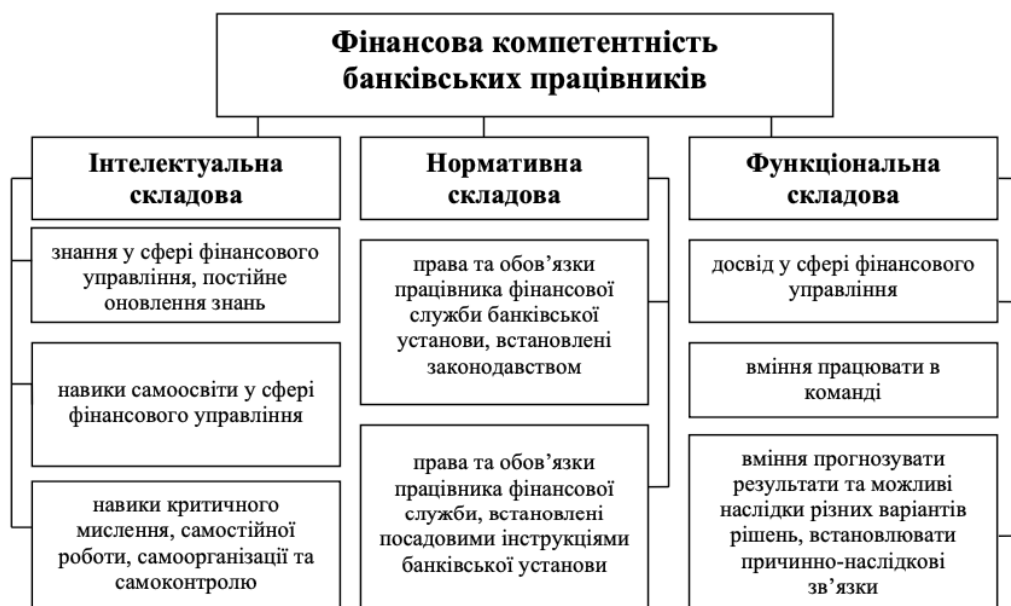 Фінансова компетентність
банківських працівників
Інтелектуальна
складова
знання у сфері фінансового
управління, постійне
оновлення знань
навики самоосвіти у сфері
фінансового управління
навики критичного
мислення, самостійної
роботи, самоорганізації та
самоконтролю
Нормативна
складова
права та обов’язки
працівника фінансової
служби банківської
установи, встановлені
законодавством
права та обов’язки
працівника фінансової
служби, встановлені
посадовими інструкціями
банківської установи
Функціональна
складова
досвід у сфері фінансового
управління
вміння працювати в
команді
вміння прогнозувати
результати та можливі
наслідки різних варіантів
рішень, встановлювати
причинно-наслідкові
зв’язки